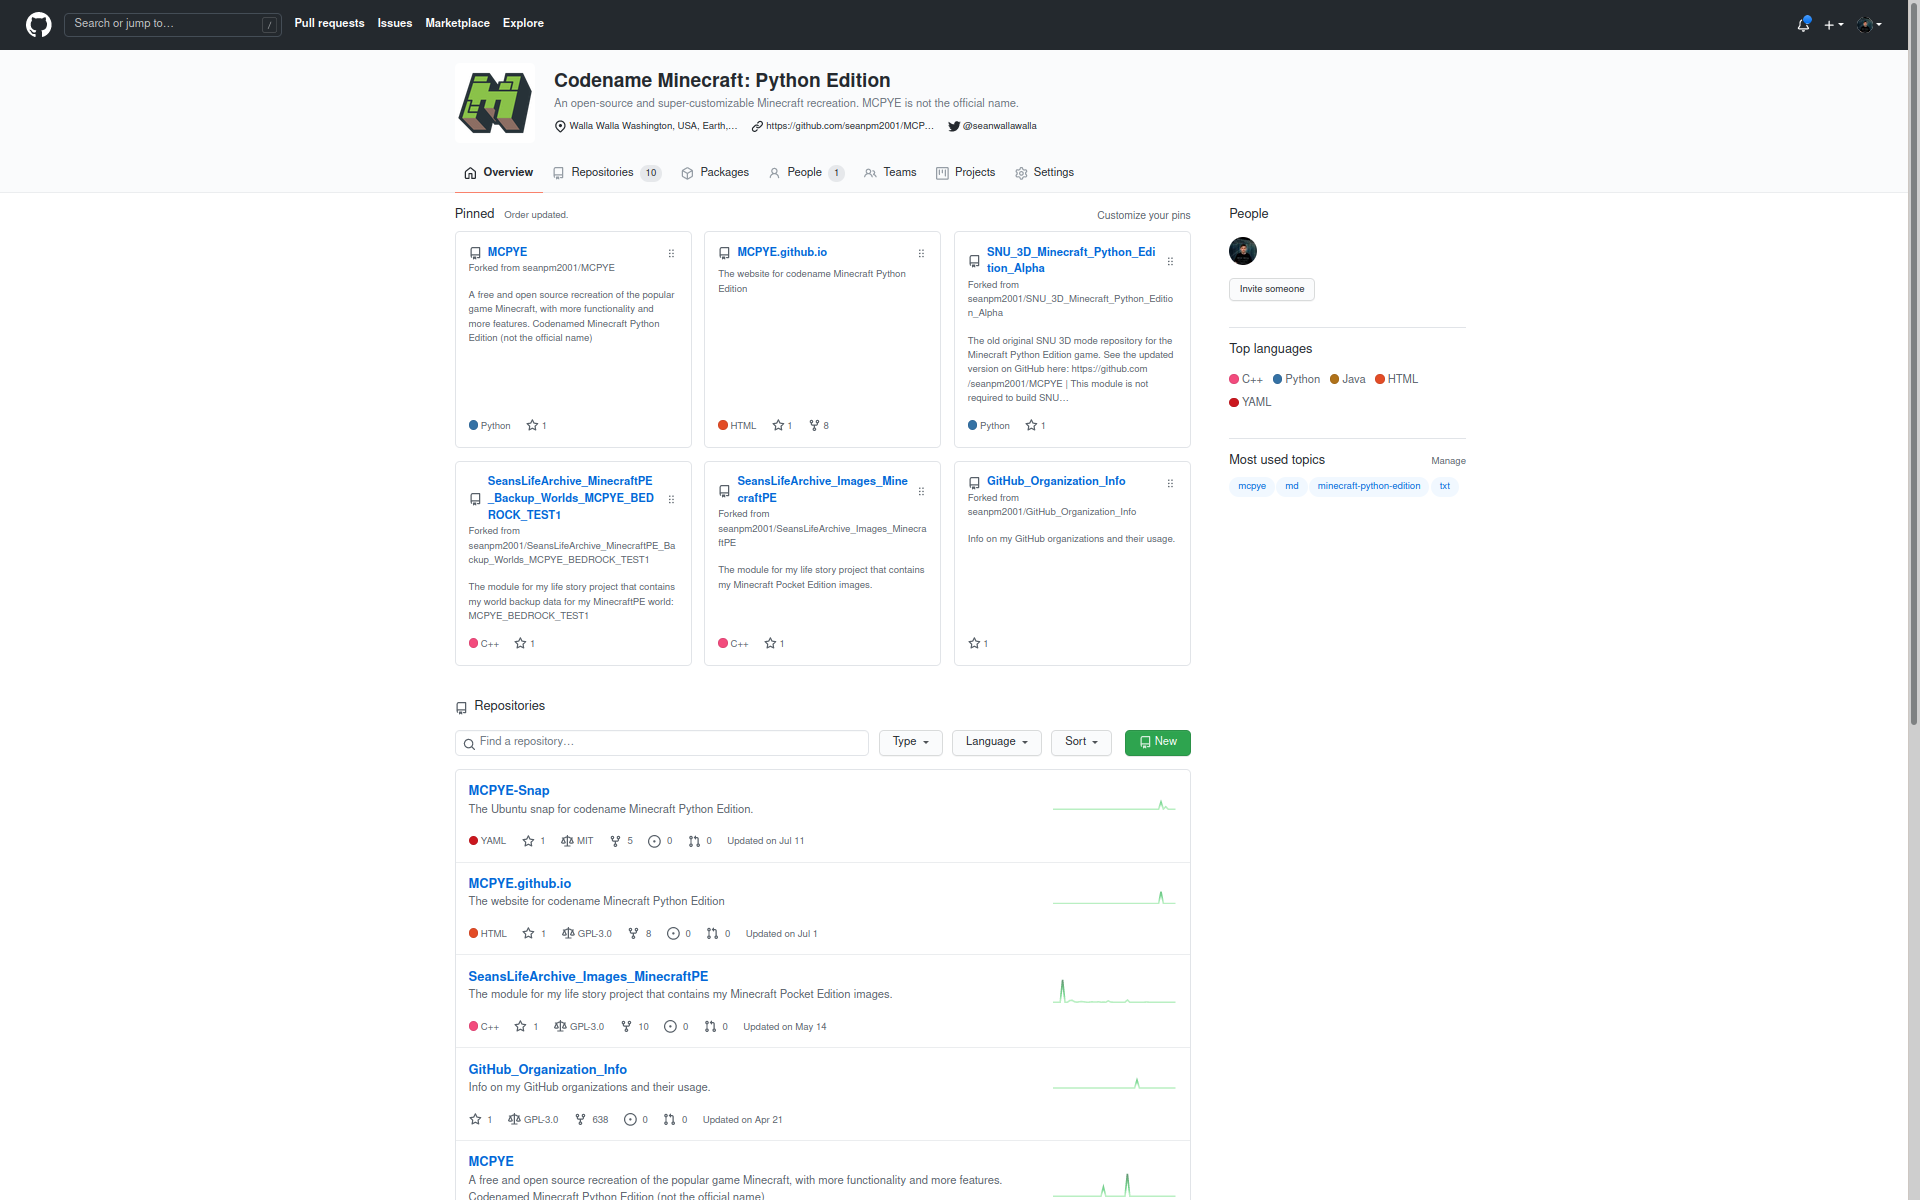 Search or jump to… /
Pull requests Issues Marketplace Explore
Codename Minecraft: Python Edition
An open-source and super-customizable Minecraft recreation. MCPYE is not the official name.
Walla Walla Washington, USA, Earth,… https://github.com/seanpm2001/MCP… @seanwallawalla
Overview Repositories 10 Packages People 1 Teams Projects Settings
Pinned Order updated. Customize your pins
MCPYE
Forked from seanpm2001/MCPYE
A free and open source recreation of the popular
game Minecraft, with more functionality and
more features. Codenamed Minecraft Python
Edition (not the official name)
Python 1
MCPYE.github.io
The website for codename Minecraft Python
Edition
HTML 1 8
SNU_3D_Minecraft_Python_Edi
tion_Alpha
Forked from
seanpm2001/SNU_3D_Minecraft_Python_Editio
n_Alpha
The old original SNU 3D mode repository for the
Minecraft Python Edition game. See the updated
version on GitHub here: https://github.com
/seanpm2001/MCPYE | This module is not
required to build SNU…
Python 1
SeansLifeArchive_MinecraftPE
_Backup_Worlds_MCPYE_BED
ROCK_TEST1
Forked from
seanpm2001/SeansLifeArchive_MinecraftPE_Ba
ckup_Worlds_MCPYE_BEDROCK_TEST1
The module for my life story project that contains
my world backup data for my MinecraftPE world:
MCPYE_BEDROCK_TEST1
C++ 1
SeansLifeArchive_Images_Mine
craftPE
Forked from
seanpm2001/SeansLifeArchive_Images_Minecra
ftPE
The module for my life story project that contains
my Minecraft Pocket Edition images.
C++ 1
GitHub_Organization_Info
Forked from
seanpm2001/GitHub_Organization_Info
Info on my GitHub organizations and their usage.
1
People
Invite someone
Top languages
C++ Python Java HTML
YAML
Most used topics Manage
mcpye md minecraft-python-edition txt
Repositories
Find a repository… Type Language Sort New
MCPYE-Snap
The Ubuntu snap for codename Minecraft Python Edition.
YAML 1 MIT 5 0 0 Updated on Jul 11
MCPYE.github.io
The website for codename Minecraft Python Edition
HTML 1 GPL-3.0 8 0 0 Updated on Jul 1
SeansLifeArchive_Images_MinecraftPE
The module for my life story project that contains my Minecraft Pocket Edition images.
C++ 1 GPL-3.0 10 0 0 Updated on May 14
GitHub_Organization_Info
Info on my GitHub organizations and their usage.
1 GPL-3.0 638 0 0 Updated on Apr 21
MCPYE
A free and open source recreation of the popular game Minecraft, with more functionality and more features.
Codenamed Minecraft Python Edition (not the official name)